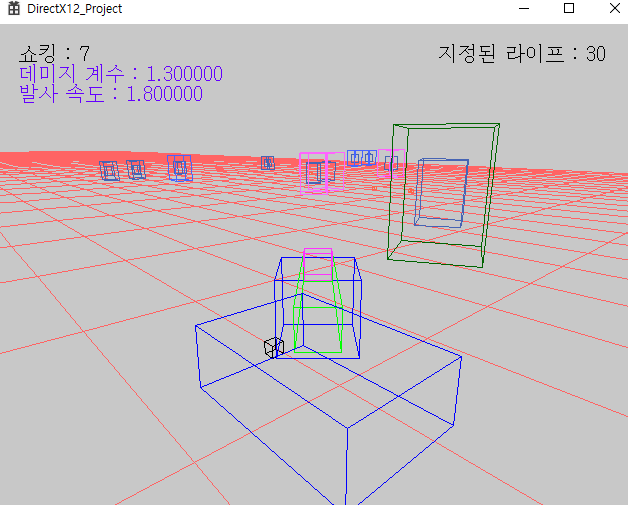 DirectX12_Project
쇼킹 : 7
지정된 라이프 : 30
데미지 계수 : 1.300000
발사 속도 : 1.800000